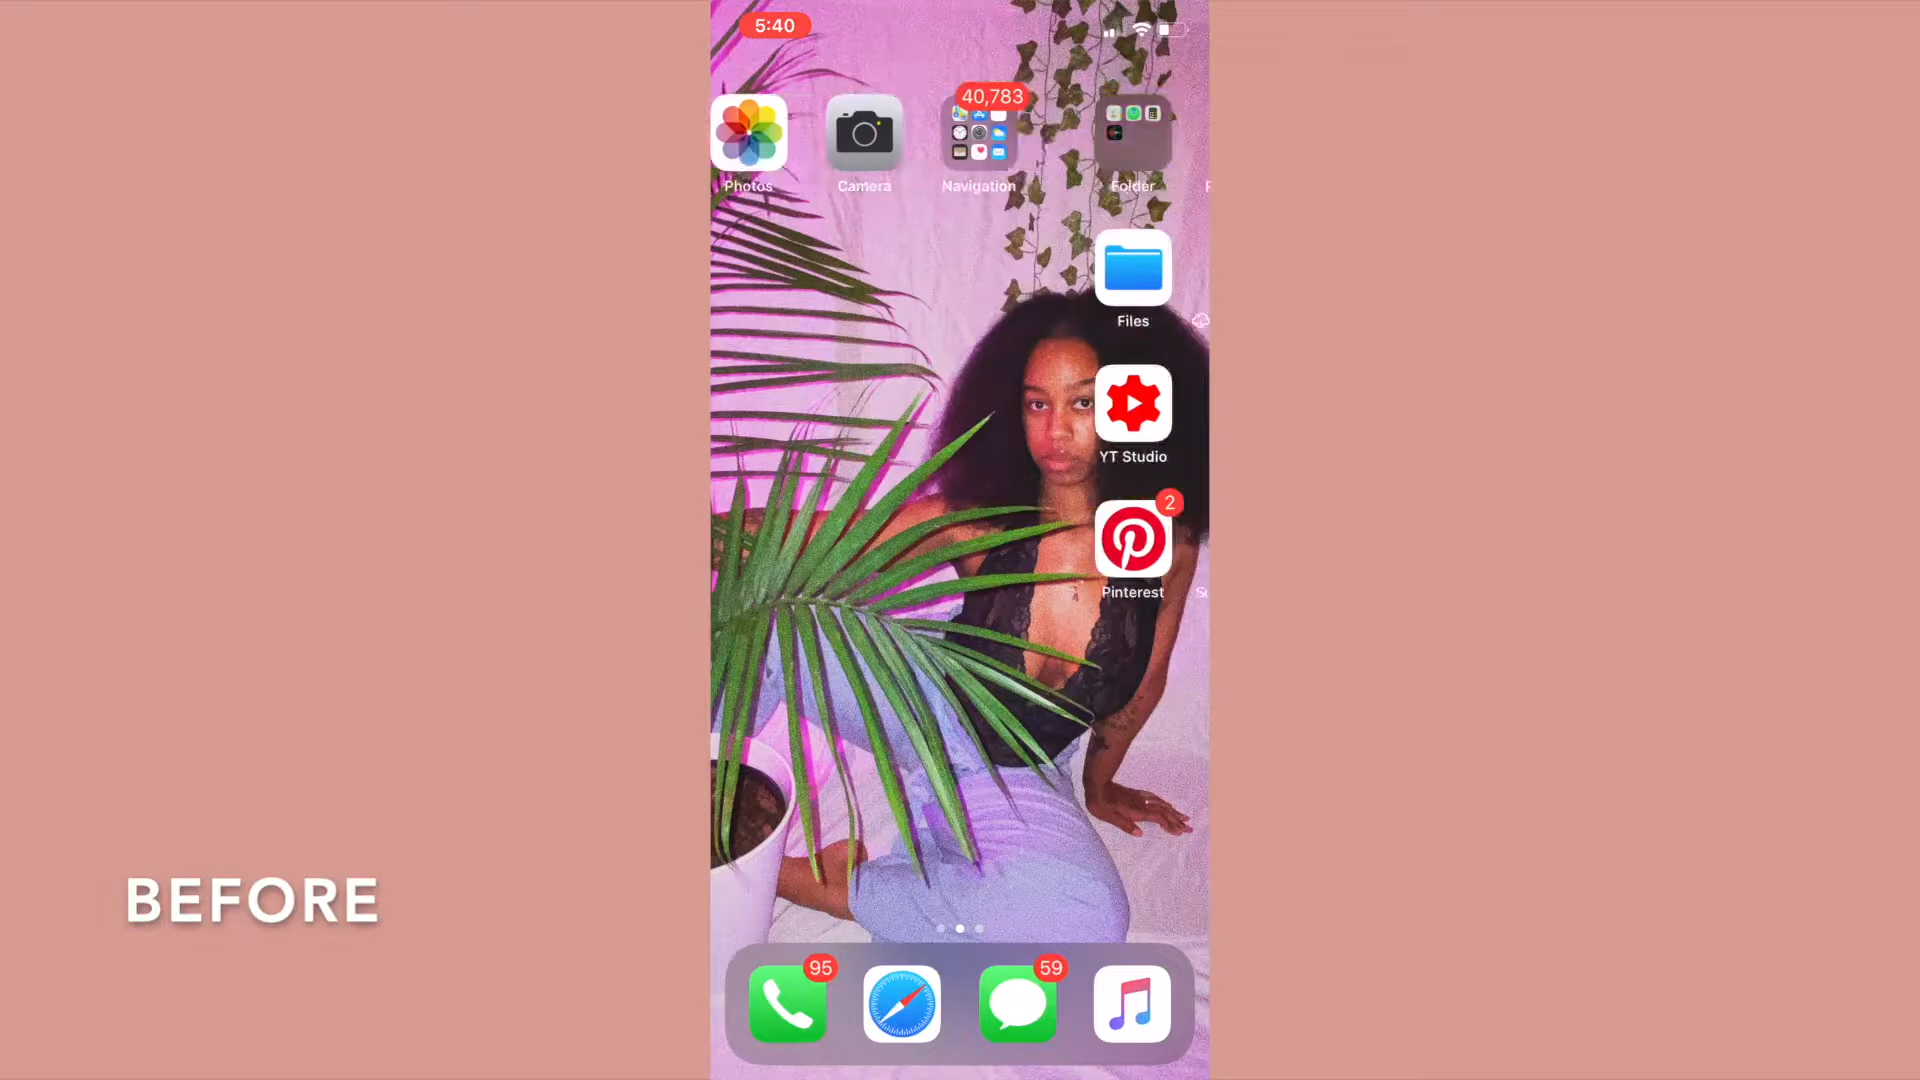 5:40
40,783
Photos
Camera
Navigation
Folder
Files
YT Studio
2
Pinterest
BEFORE
95
59